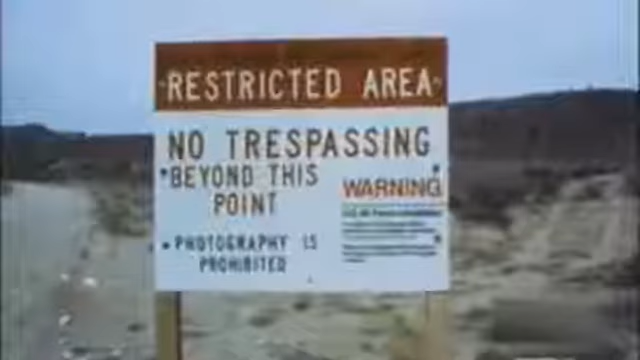 RESTRICTED AREA
NO TRESPASSING
BEYOND THIS
POINT
WARNING
PHOTOGRAPHY IS
PROHIBITED